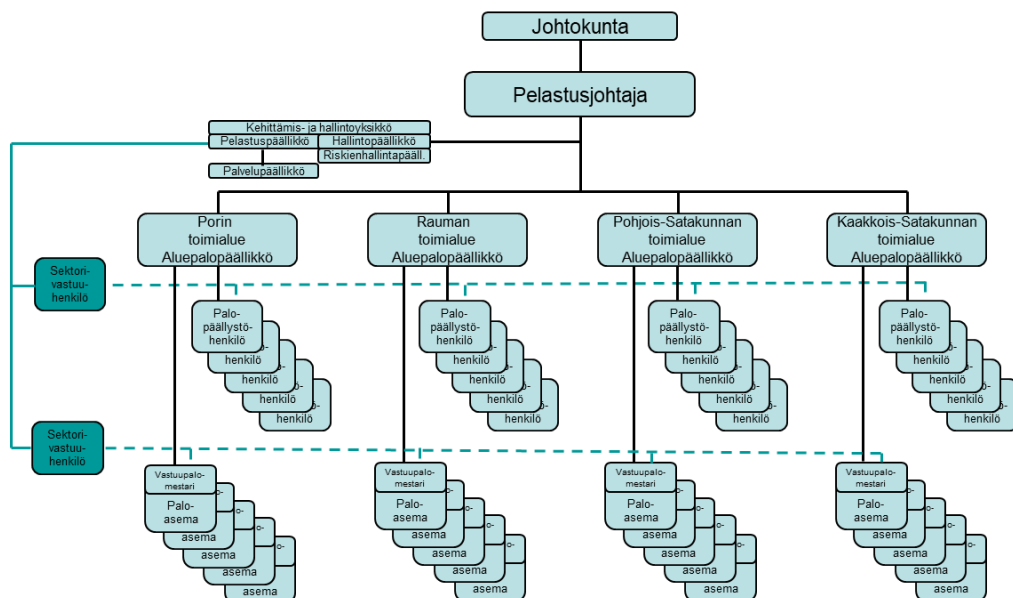 Johtokunta
Pelastusjohtaja
Kehittämis- ja hallintoyksikkö
Pelastuspäällikkö
Hallintopäällikkö
Riskienhallintapääll.
Palvelupäällikkö
Porin
toimialue
Aluepalopäällikkö
Rauman
toimialue
Aluepalopäällikkö
Pohjois-Satakunnan
toimialue
Aluepalopäällikkö
Kaakkois-Satakunnan
toimialue
Aluepalopäällikkö
Sektori-
vastuu-
henkilö
Palo-
päällystö-
henkilö
henkilö
henkilö
henkilö
henkilö
Palo-
päällystö-
henkilö
henkilö
henkilö
henkilö
henkilö
Palo-
päällystö-
henkilö
henkilö
henkilö
henkilö
henkilö
Palo-
päällystö-
henkilö
henkilö
henkilö
henkilö
henkilö
Sektori-
vastuu-
henkilö
Vastuupalo-
mestari
Palo-
asema
asema
asema
asema
asema
Vastuupalo-
mestari
Palo-
asema
asema
asema
asema
asema
Vastuupalo-
mestari
Palo-
asema
asema
asema
asema
asema
Vastuupalo-
mestari
Palo-
asema
asema
asema
asema
asema